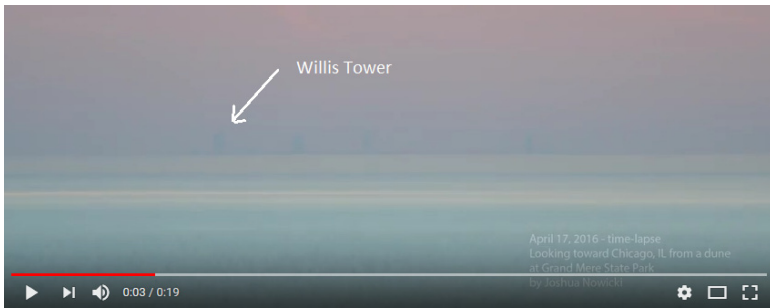 Willis Tower
April 17, 2016 - time-lapse
Looking toward Chicago, IL from a dune
at Grand Mere State Park
by Joshua Nowicki
0:03 / 0:19